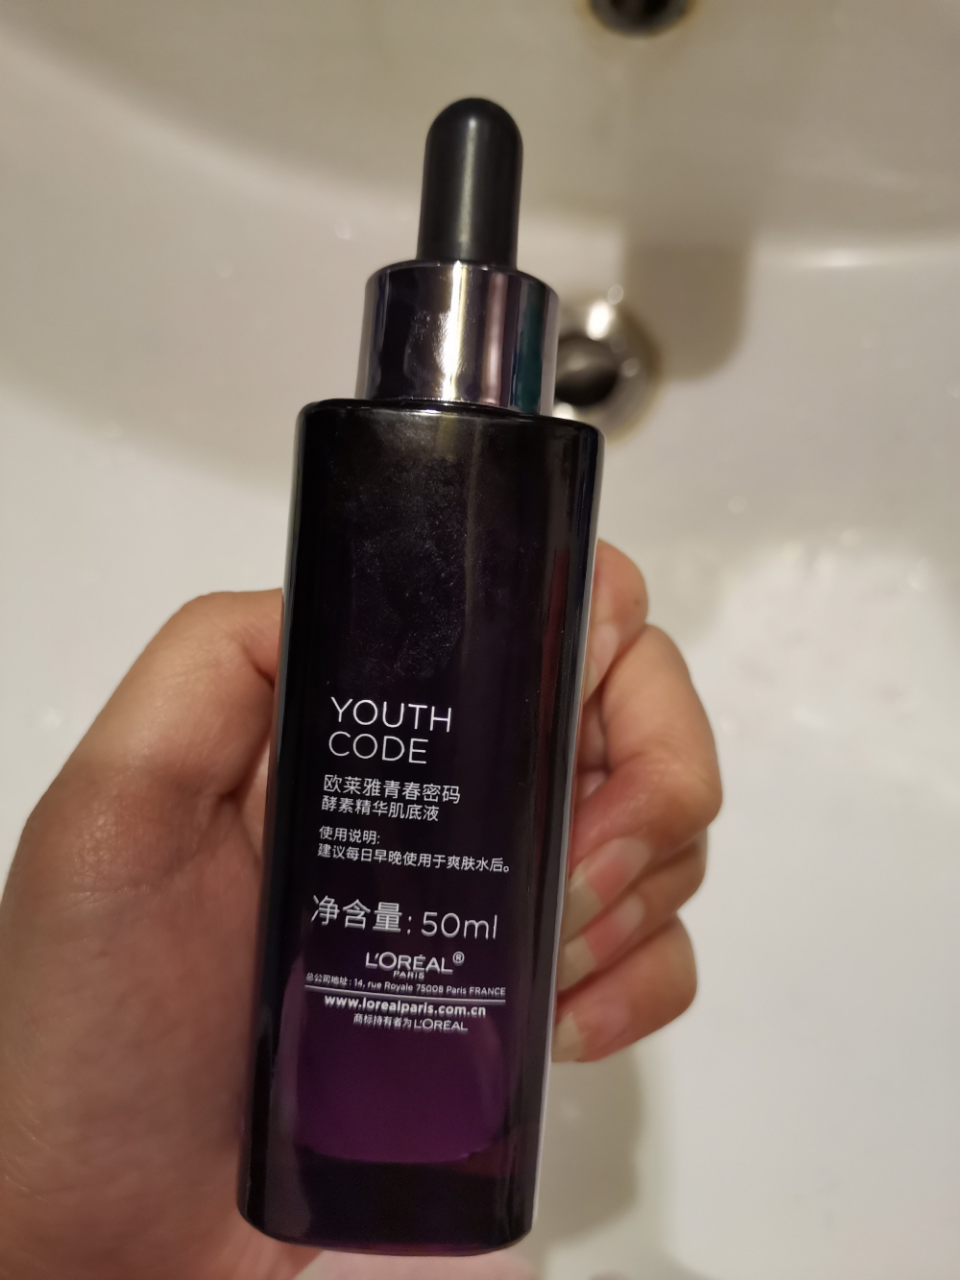 YOUTH
CODE
欧莱雅青春密码
酵素精华肌底液
使用说明:
建议每日早晚使用于爽肤水后。
净含量: 50ml
L'ORÉAL®
PARIS
总公司地址: 14, rue Royale 75008 Paris FRANCE
www.lorealparis.com.cn
商标持有者为L'ORÉAL